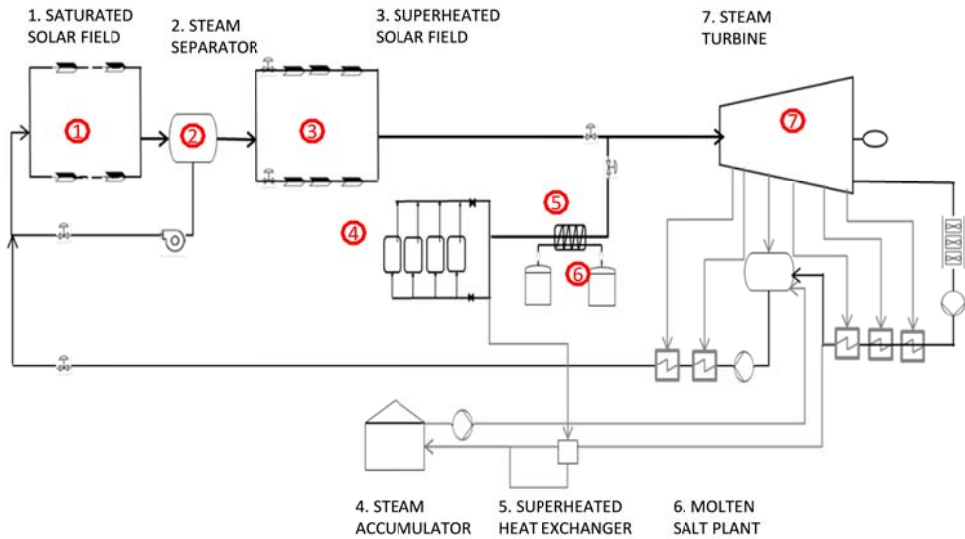 1. SATURATED
SOLAR FIELD
2. STEAM
SEPARATOR
3. SUPERHEATED
SOLAR FIELD
7. STEAM
TURBINE
1
2
3
7
4
5
6
4. STEAM
ACCUMULATOR
5. SUPERHEATED
HEAT EXCHANGER
6. MOLTEN
SALT PLANT